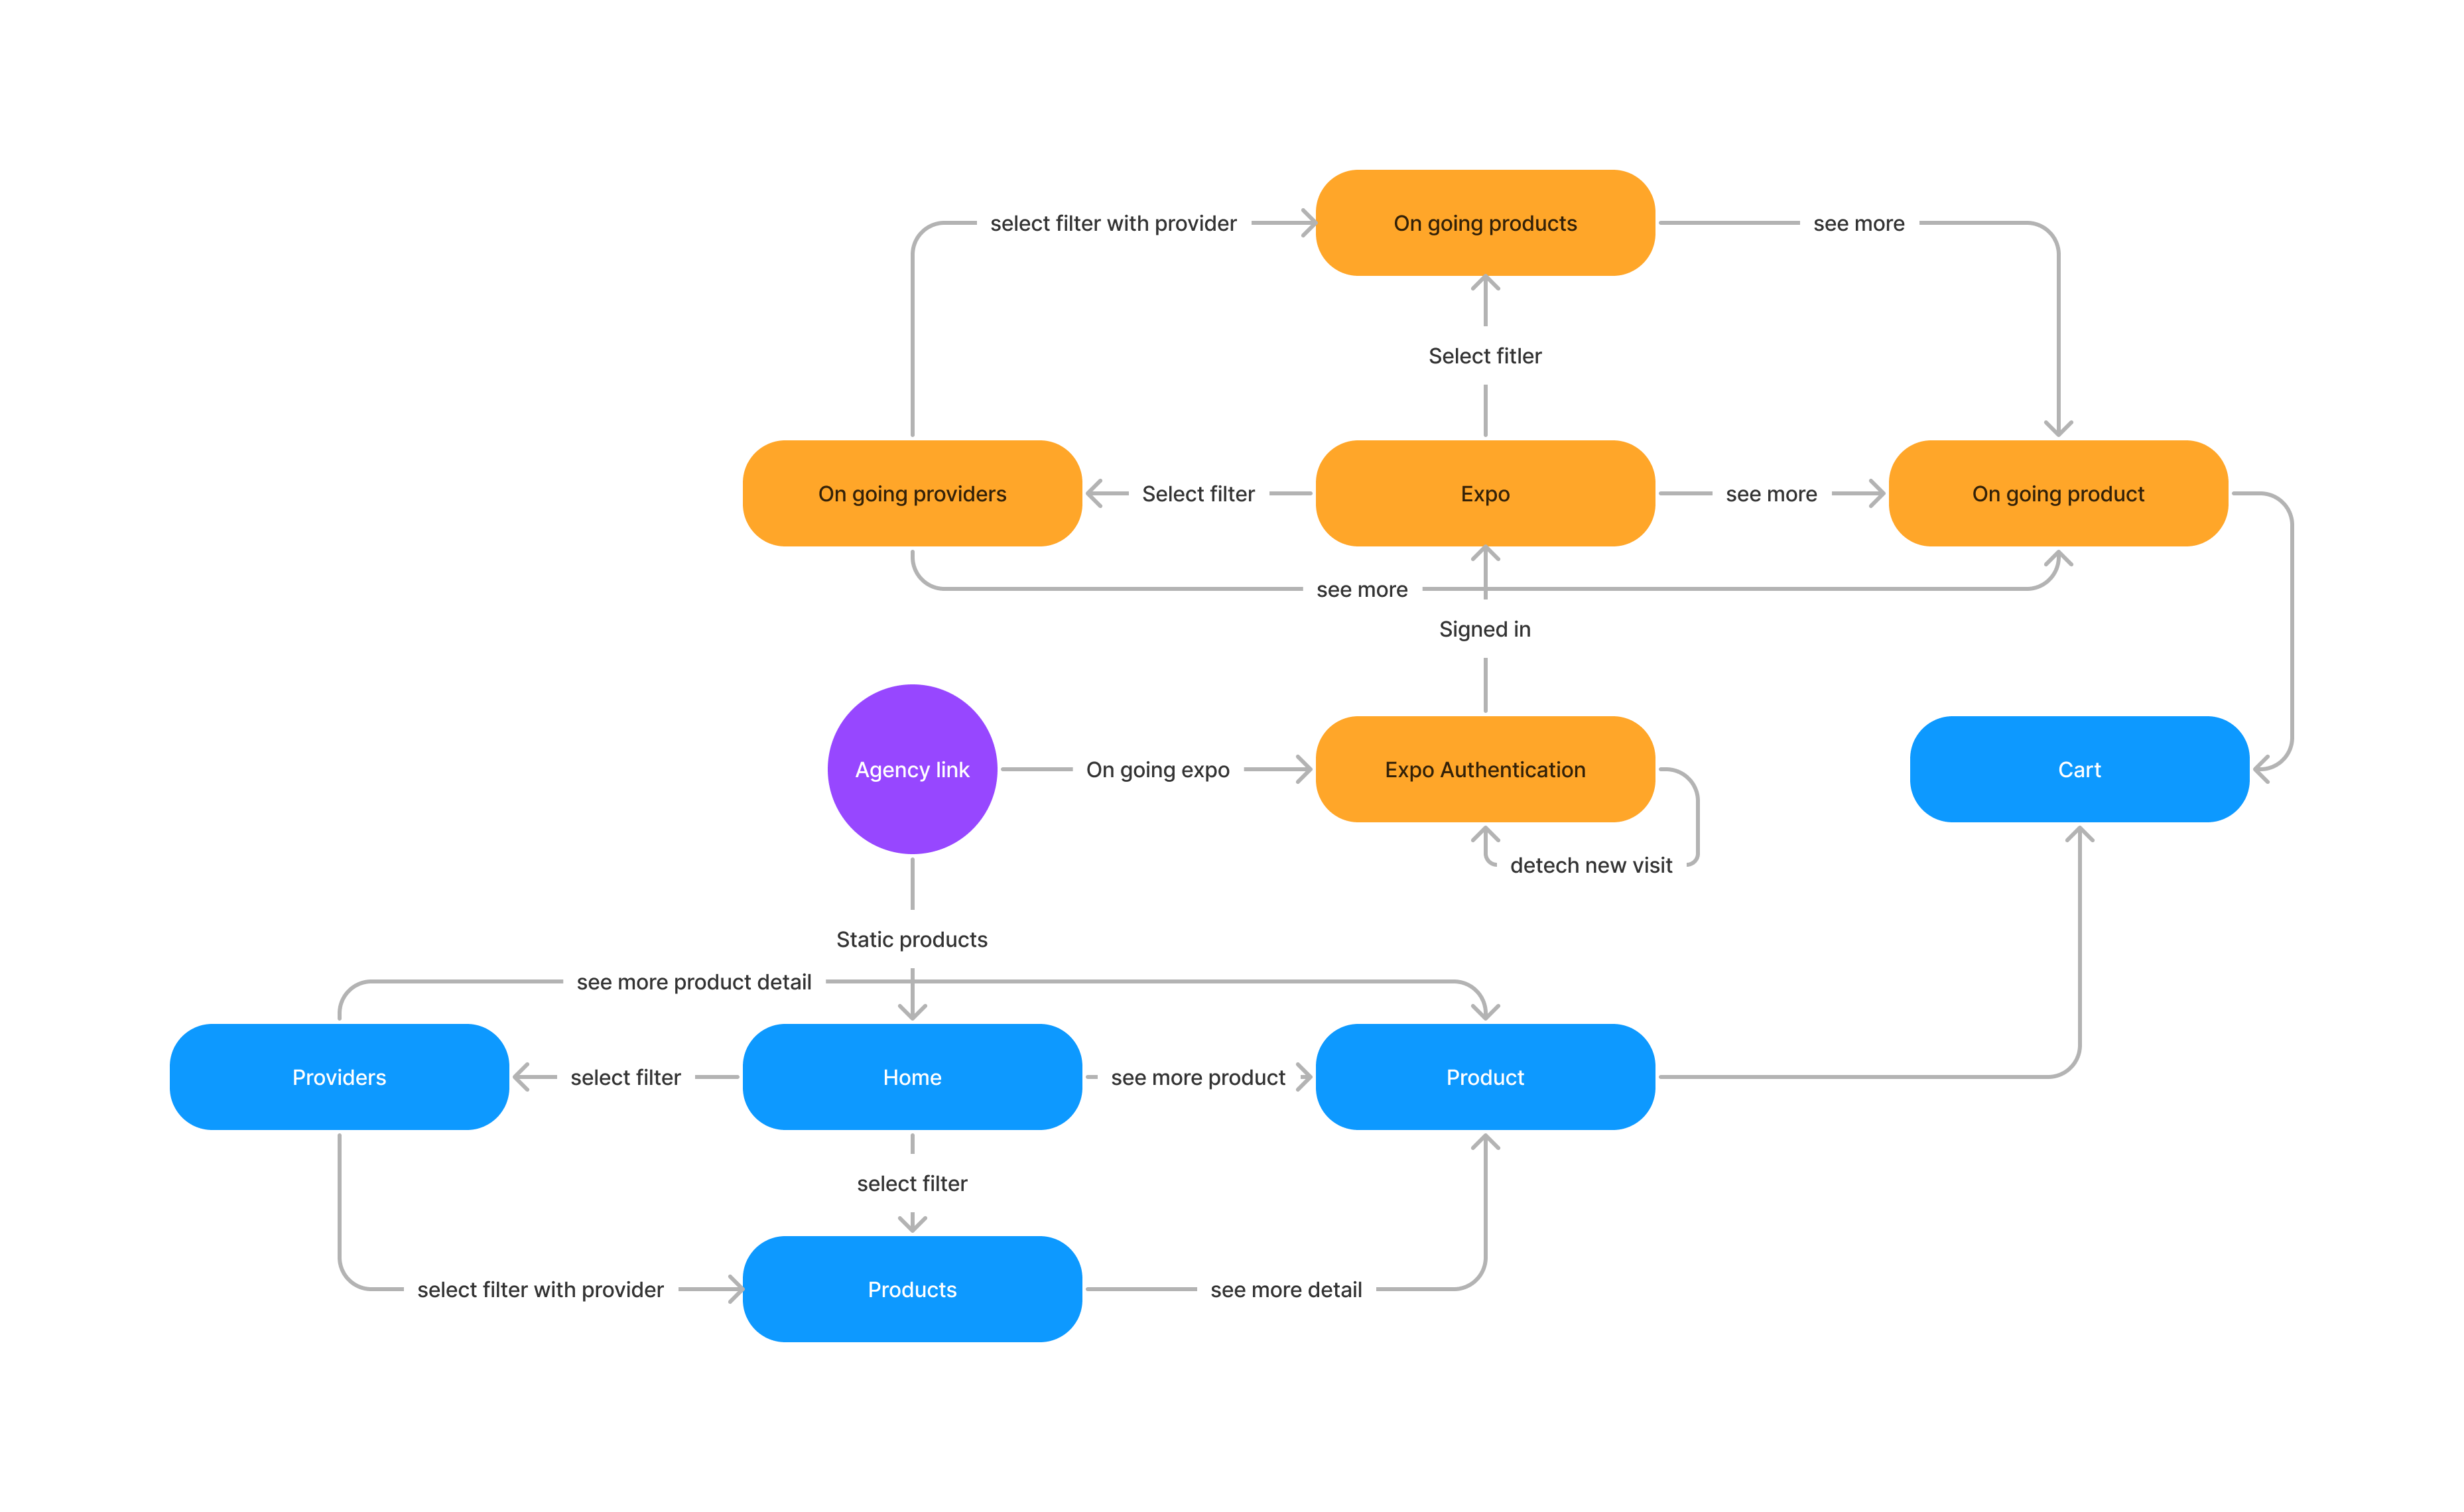 select filter with provider
On going products
see more
Select fitler
On going providers
Select filter
Expo
see more
On going product
see more
Signed in
Agency link
On going expo
Expo Authentication
Cart
detech new visit
Static products
see more product detail
Providers
select filter
Home
see more product
Product
select filter
select filter with provider
Products
see more detail